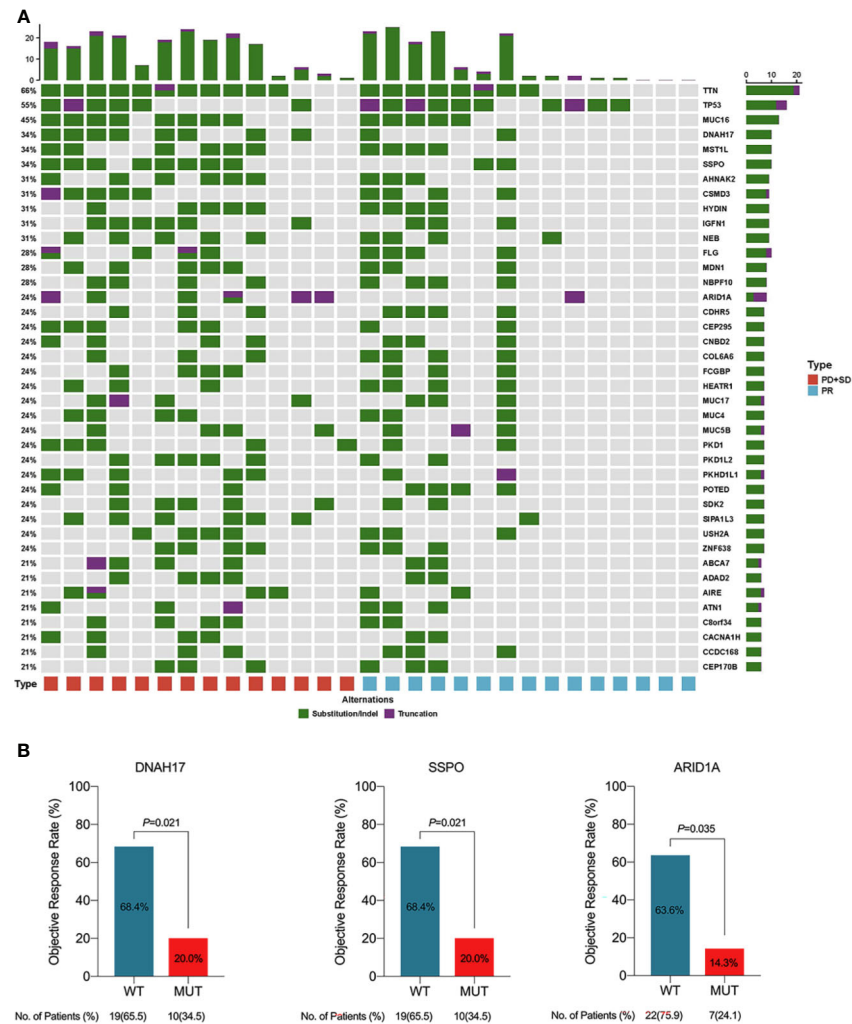 A
20
10
0
0 10 20
66% TTN
55% TP53
45% MUC16
34% DNAH17
34% MST1L
34% SSPO
31% AHNAK2
31% CSMD3
31% HYDIN
31% IGFN1
31% NEB
28% FLG
28% MDN1
28% NBPF10
24% ARID1A
24% CDHR5
24% CEP295
24% CNBD2
24% COL6A6
24% FCGBP
24% HEATR1
24% MUC17
24% MUC4
24% MUC5B
24% PKD1
24% PKD1L2
24% PKHD1L1
24% POTED
24% SDK2
24% SIPA1L3
24% USH2A
24% ZNF638
21% ABCA7
21% ADAD2
21% AIRE
21% ATN1
21% C8orf34
21% CACNA1H
21% CCDC168
21% CEP170B
Type
PD+SD
PR
Type
Alternations
Substitution/Indel Truncation
B
DNAH17
Objective Response Rate (%)
100
80
60
40
20
0
P=0.021
68.4%
20.0%
WT MUT
No. of Patients (%) 19(65.5) 10(34.5)
SSPO
Objective Response Rate (%)
100
80
60
40
20
0
P=0.021
68.4%
20.0%
WT MUT
No. of Patients (%) 19(65.5) 10(34.5)
ARID1A
Objective Response Rate (%)
100
80
60
40
20
0
P=0.035
63.6%
14.3%
WT MUT
No. of Patients (%) 22(75.9) 7(24.1)